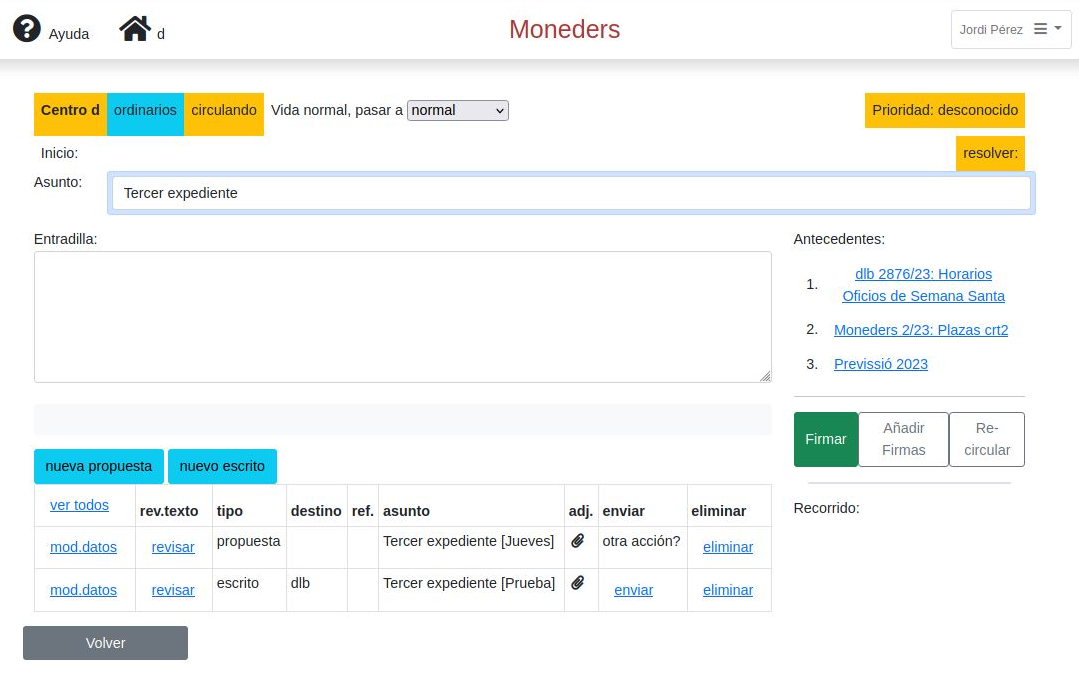 Ayuda d Moneders Jordi Pérez
Centro d ordinarios circulando Vida normal, pasar a normal Prioridad: desconocido
Inicio: resolver:
Asunto: Tercer expediente
Entradilla:
Antecedentes:
1. dlb 2876/23: Horarios
Oficios de Semana Santa
2. Moneders 2/23: Plazas crt2
3. Previssió 2023
Firmar Añadir Firmas Re-circular
Recorrido:
nueva propuesta nuevo escrito
ver todos rev.texto tipo destino ref. asunto adj. enviar eliminar
mod.datos revisar propuesta Tercer expediente [Jueves] otra acción? eliminar
mod.datos revisar escrito dlb Tercer expediente [Prueba] enviar eliminar
Volver